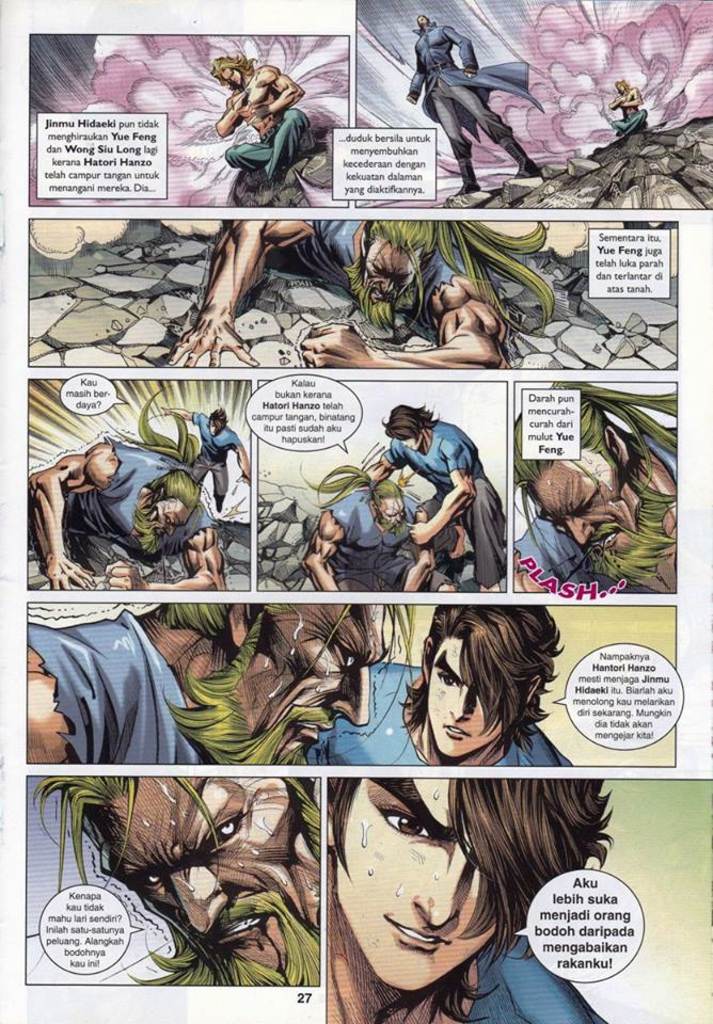 Jinmu Hidaeki pun tidak
menghiraukan Yue Feng
dan Wong Siu Long lagi
kerana Hatori Hanzo
telah campur tangan untuk
menangani mereka. Dia...
...duduk bersila untuk
menyembuhkan
kecederaan dengan
kekuatan dalaman
yang diaktifkannya.
Sementara itu,
Yue Feng juga
telah luka parah
dan terlantar di
atas tanah.
Kau
masih ber-
daya?
Kalau
bukan kerana
Hatori Hanzo telah
campur tangan, binatang
itu pasti sudah aku
hapuskan!
Darah pun
mencurah-
curah dari
mulut Yue
Feng.
PLASH...
Nampaknya
Hantori Hanzo
mesti menjaga Jinmu
Hidaeki itu. Biarlah aku
menolong kau melarikan
diri sekarang. Mungkin
dia tidak akan
mengejar kita!
Kenapa
kau tidak
mahu lari sendiri?
Inilah satu-satunya
peluang. Alangkah
bodohnya
kau ini!
Aku
lebih suka
menjadi orang
bodoh daripada
mengabaikan
rakanku!
27